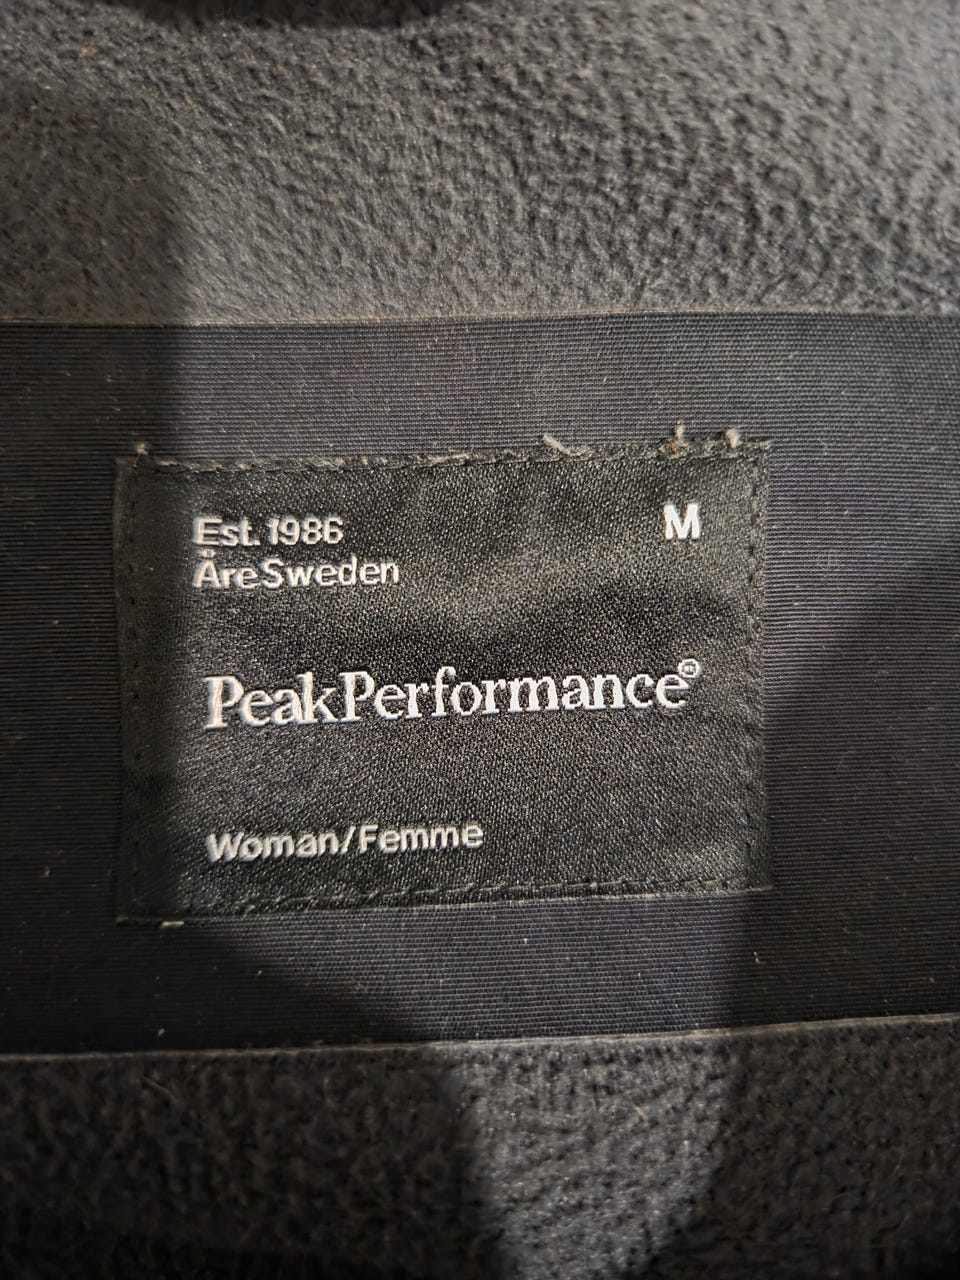 Est. 1986
M
ÅreSweden
PeakPerformance®
Woman/Femme